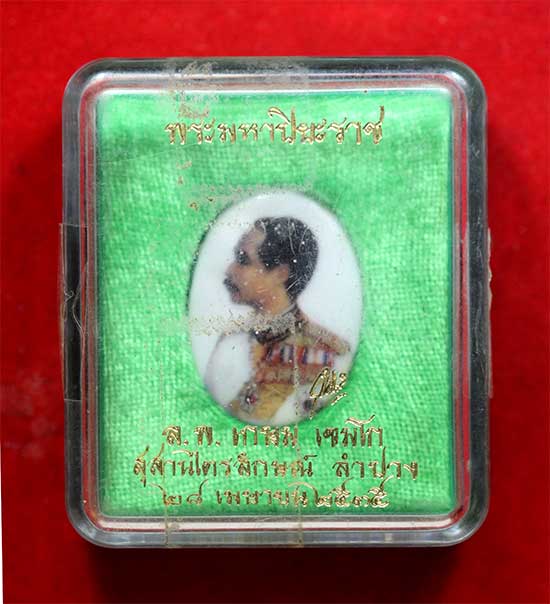 พระมหาปิยะราช
ล.พ. เกษม เขมโก
สุสานไตรลักษณ์ ลำปาง
๒๘ เมษายน ๒๕๓๕